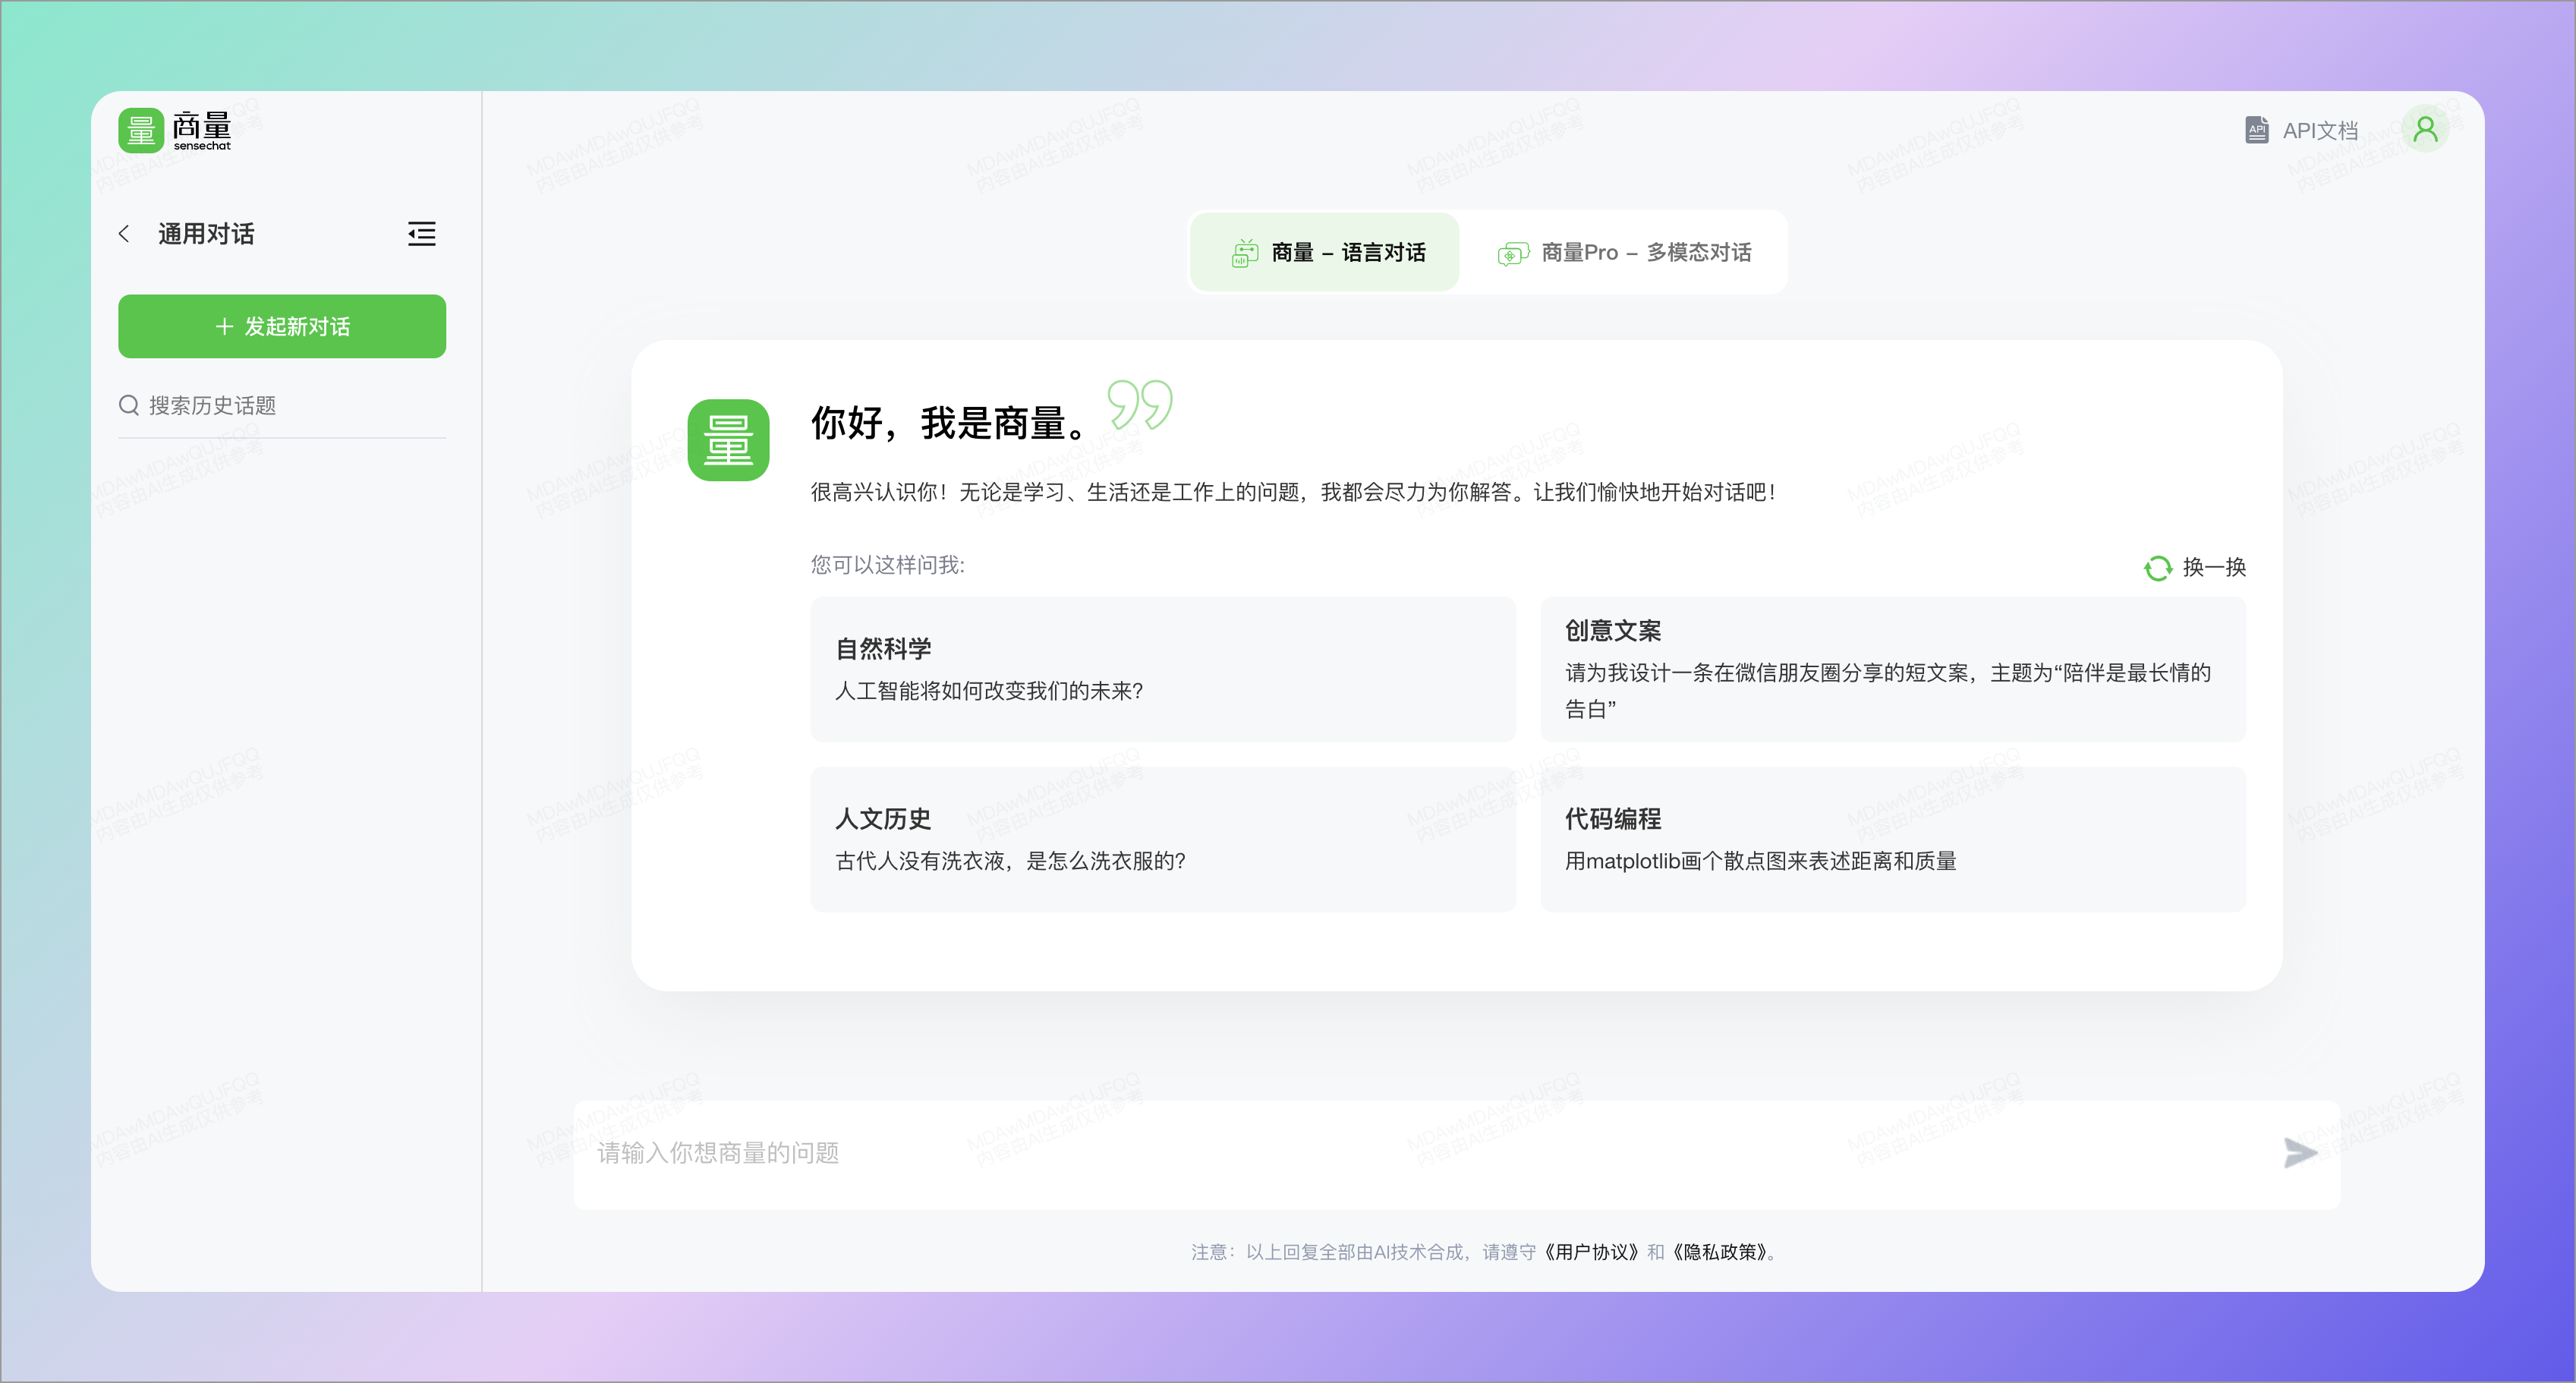 量 商量
sensechat
API API文档
通用对话
商量 – 语言对话
商量Pro – 多模态对话
+ 发起新对话
搜索历史话题
量
你好，我是商量。
很高兴认识你！无论是学习、生活还是工作上的问题，我都会尽力为你解答。让我们愉快地开始对话吧！
您可以这样问我:
换一换
自然科学
人工智能将如何改变我们的未来?
创意文案
请为我设计一条在微信朋友圈分享的短文案，主题为“陪伴是最长情的
告白”
人文历史
古代人没有洗衣液，是怎么洗衣服的?
代码编程
用matplotlib画个散点图来表述距离和质量
请输入你想商量的问题
注意：以上回复全部由AI技术合成，请遵守《用户协议》和《隐私政策》。
MDAwMDAwQUJFQQ
内容由AI生成仅供参考